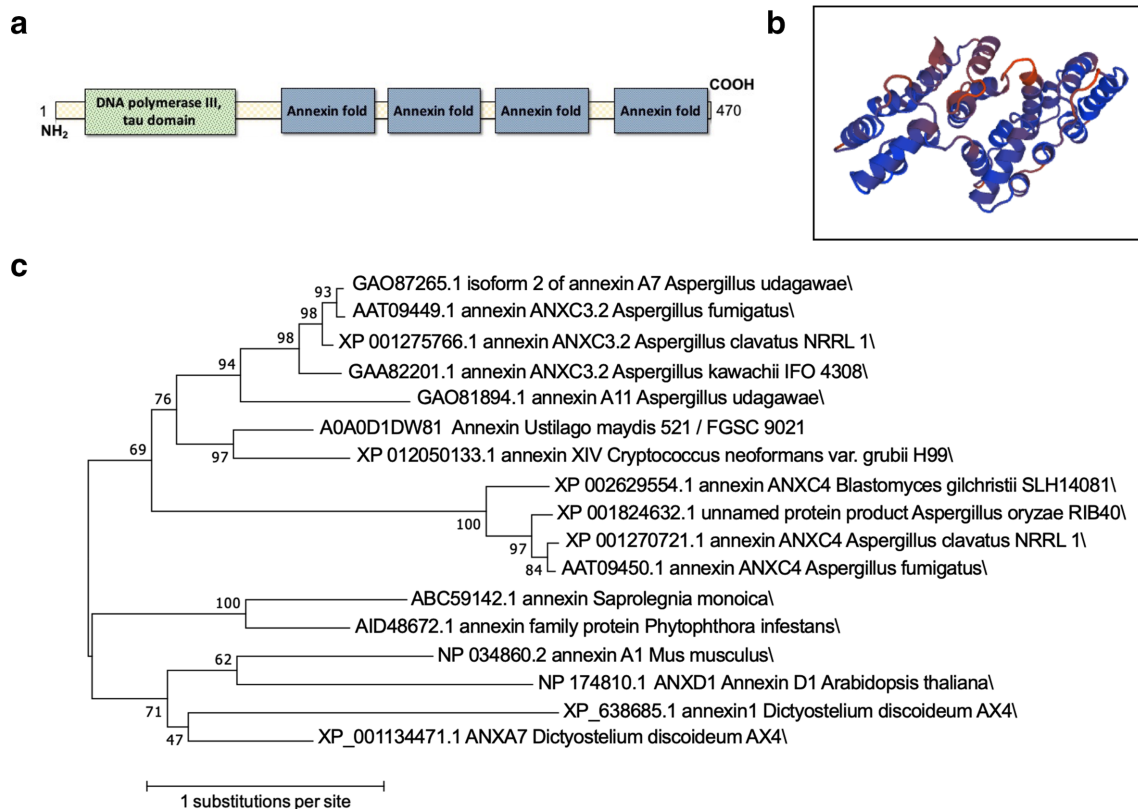 a
b
COOH
1
DNA polymerase III,
tau domain
Annexin fold
Annexin fold
Annexin fold
Annexin fold
470
NH2
c
GAO87265.1 isoform 2 of annexin A7 Aspergillus udagawae\
93
AAT09449.1 annexin ANXC3.2 Aspergillus fumigatus\
98
XP 001275766.1 annexin ANXC3.2 Aspergillus clavatus NRRL 1\
98
GAA82201.1 annexin ANXC3.2 Aspergillus kawachii IFO 4308\
94
GAO81894.1 annexin A11 Aspergillus udagawae\
76
A0A0D1DW81 Annexin Ustilago maydis 521 / FGSC 9021
97
XP 012050133.1 annexin XIV Cryptococcus neoformans var. grubii H99\
69
XP 002629554.1 annexin ANXC4 Blastomyces gilchristii SLH14081\
100
XP 001824632.1 unnamed protein product Aspergillus oryzae RIB40\
97
XP 001270721.1 annexin ANXC4 Aspergillus clavatus NRRL 1\
84
AAT09450.1 annexin ANXC4 Aspergillus fumigatus\
100
ABC59142.1 annexin Saprolegnia monoica\
AID48672.1 annexin family protein Phytophthora infestans\
62
NP 034860.2 annexin A1 Mus musculus\
NP 174810.1 ANXD1 Annexin D1 Arabidopsis thaliana\
71
XP_638685.1 annexin1 Dictyostelium discoideum AX4\
47
XP_001134471.1 ANXA7 Dictyostelium discoideum AX4\
1 substitutions per site